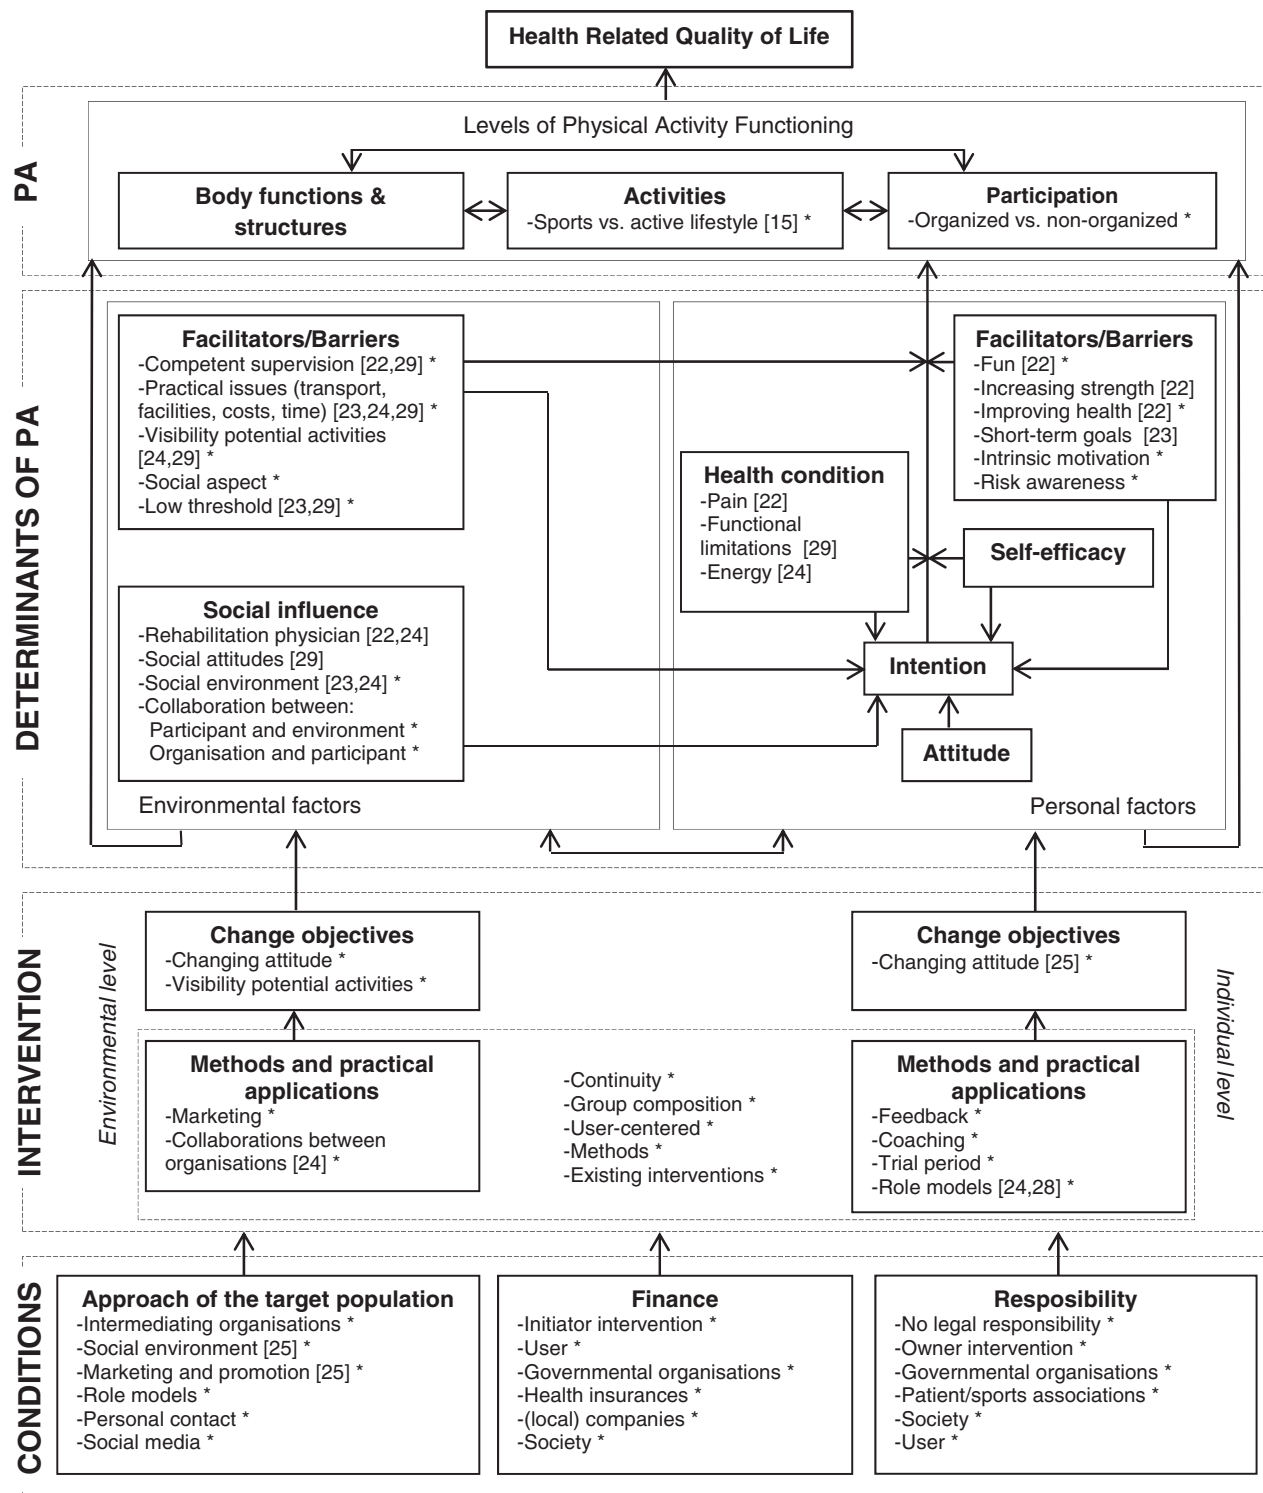 Health Related Quality of Life
PA
Levels of Physical Activity Functioning
Body functions &
structures
Activities
-Sports vs. active lifestyle [15] *
Participation
-Organized vs. non-organized *
DETERMINANTS OF PA
Facilitators/Barriers
-Competent supervision [22,29] *
-Practical issues (transport,
facilities, costs, time) [23,24,29] *
-Visibility potential activities
[24,29] *
-Social aspect *
-Low threshold [23,29] *
Social influence
-Rehabilitation physician [22,24]
-Social attitudes [29]
-Social environment [23,24] *
-Collaboration between:
Participant and environment *
Organisation and participant *
Environmental factors
Facilitators/Barriers
-Fun [22] *
-Increasing strength [22]
-Improving health [22] *
-Short-term goals [23]
-Intrinsic motivation *
-Risk awareness *
Health condition
-Pain [22]
-Functional
limitations [29]
-Energy [24]
Self-efficacy
Intention
Attitude
Personal factors
INTERVENTION
Environmental level
Change objectives
-Changing attitude *
-Visibility potential activities *
Methods and practical
applications
-Marketing *
-Collaborations between
organisations [24] *
-Continuity *
-Group composition *
-User-centered *
-Methods *
-Existing interventions *
Change objectives
-Changing attitude [25] *
Methods and practical
applications
-Feedback *
-Coaching *
-Trial period *
-Role models [24,28] *
Individual level
CONDITIONS
Approach of the target population
-Intermediating organisations *
-Social environment [25] *
-Marketing and promotion [25] *
-Role models *
-Personal contact *
-Social media *
Finance
-Initiator intervention *
-User *
-Governmental organisations *
-Health insurances *
-(local) companies *
-Society *
Resposibility
-No legal responsibility *
-Owner intervention *
-Governmental organisations *
-Patient/sports associations *
-Society *
-User *